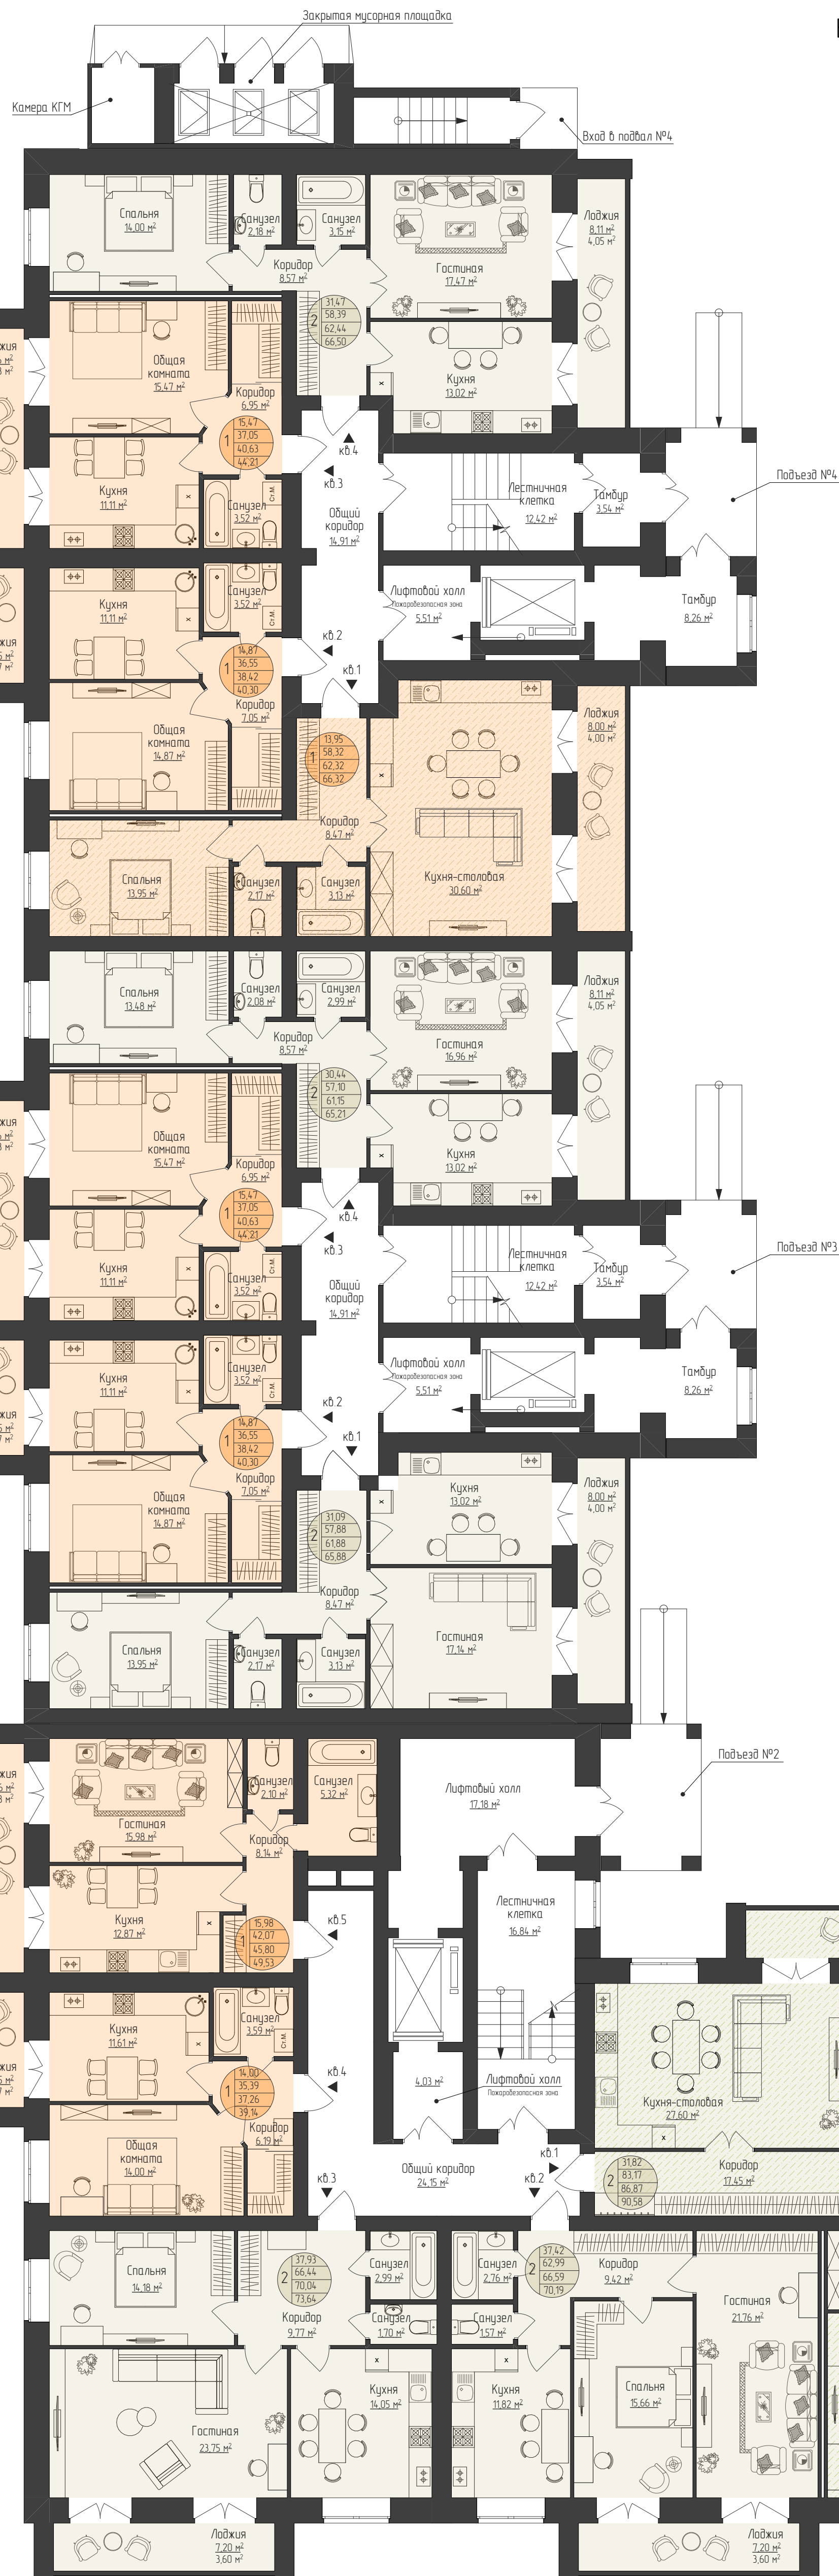 Закрытая мусорная площадка
Камера КГМ
Вход в подвал №4
Спальня
14.00 м²
Санузел
2,18 м²
Санузел
3,15 м²
Гостиная
17.47 м²
Лоджия
8.11 м²
4,05 м²
Коридор
8.57 м²
2
31,47
58,39
62,44
66,50
Общая
комната
15.47 м²
Коридор
6.95 м²
Кухня
13.02 м²
1
15,47
37,05
40,63
44,21
кв.4
кв.3
Кухня
11.11 м²
Санузел
3.52 м²
Ст.М.
Общий
коридор
14.91 м²
Лестничная
клетка
12.42 м²
Тамбур
3.54 м²
Подъезд №4
Кухня
11.11 м²
Санузел
3.52 м²
Ст.М.
Лифтовой холл
Пожаробезопасная зона
5.51 м²
Тамбур
8.26 м²
кв.2
кв.1
1
14,87
36,55
38,42
40,30
Коридор
7.05 м²
Общая
комната
14.87 м²
1
13,95
58,32
62,32
66,32
Лоджия
8.00 м²
4,00 м²
Коридор
8.47 м²
Спальня
13,95 м²
Санузел
2,17 м²
Санузел
3,13 м²
Кухня-столовая
30.60 м²
Спальня
13.48 м²
Санузел
2,08 м²
Санузел
2,99 м²
Гостиная
16,96 м²
Лоджия
8.11 м²
4,05 м²
Коридор
8.57 м²
2
30,44
57,10
61,15
65,21
Общая
комната
15.47 м²
Коридор
6.95 м²
Кухня
13.02 м²
1
15,47
37,05
40,63
44,21
кв.4
кв.3
Кухня
11.11 м²
Санузел
3.52 м²
Ст.М.
Общий
коридор
14.91 м²
Лестничная
клетка
12.42 м²
Тамбур
3.54 м²
Подъезд №3
Кухня
11.11 м²
Санузел
3.52 м²
Ст.М.
Лифтовой холл
Пожаробезопасная зона
5.51 м²
Тамбур
8.26 м²
кв.2
кв.1
1
14,87
36,55
38,42
40,30
Коридор
7.05 м²
Общая
комната
14.87 м²
2
31,09
57,88
61,88
65,88
Кухня
13.02 м²
Лоджия
8.00 м²
4,00 м²
Коридор
8.47 м²
Спальня
13.95 м²
Санузел
2,17 м²
Санузел
3,13 м²
Гостиная
17.14 м²
Подъезд №2
Гостиная
15.98 м²
Санузел
2,10 м²
Санузел
5.32 м²
Лифтовый холл
17,18 м²
Коридор
8.14 м²
Кухня
12.87 м²
1
15,98
42,07
45,80
49,53
кв.5
Лестничная
клетка
16.84 м²
Кухня
11.61 м²
Санузел
3.59 м²
Ст.М.
1
14,00
35,39
37,26
39,14
кв.4
4,03 м²
Лифтовой холл
Пожаробезопасная зона
Кухня-столовая
27.60 м²
Коридор
6.19 м²
Общая
комната
14.00 м²
кв.3
Общий коридор
24.15 м²
кв.1
кв.2
2
31,82
83,17
86,87
90,58
Коридор
17.45 м²
Спальня
14.18 м²
2
37,93
66,44
70,04
73,64
Санузел
2,99 м²
Санузел
2.76 м²
2
37,42
62,99
66,59
70,19
Коридор
9.42 м²
Гостиная
21.76 м²
Коридор
9.77 м²
Санузел
1.70 м²
Санузел
1.57 м²
Гостиная
23.75 м²
Кухня
14.05 м²
Кухня
11.82 м²
Спальня
15.66 м²
Лоджия
7.20 м²
3,60 м²
Лоджия
7.20 м²
3,60 м²